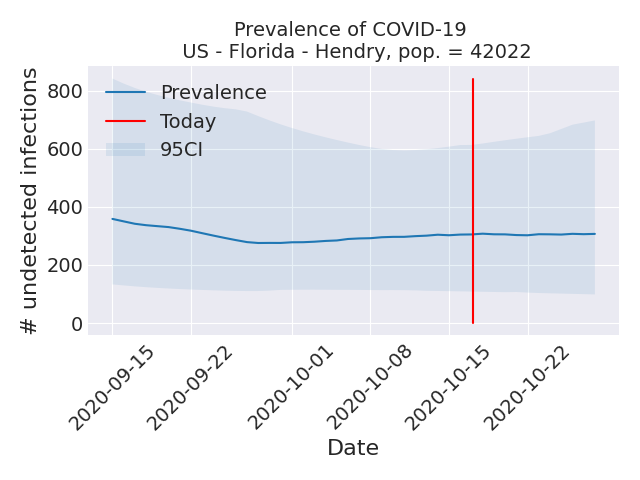 Prevalence of COVID-19
US - Florida - Hendry, pop. = 42022
# undetected infections
800
600
400
200
0
Prevalence
Today
95CI
2020-09-15
2020-09-22
2020-10-01
2020-10-08
2020-10-15
2020-10-22
Date